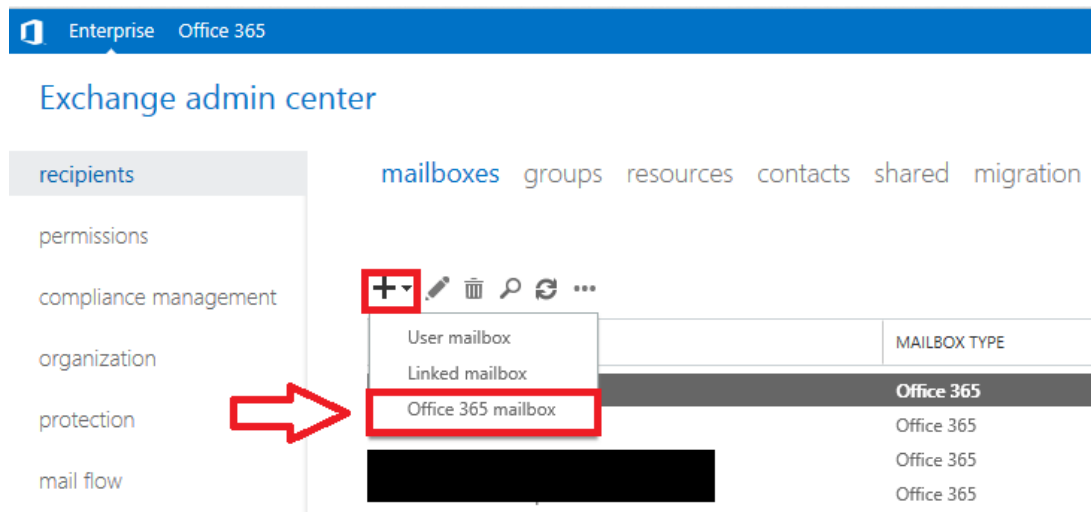 Enterprise Office 365
Exchange admin center
recipients
permissions
compliance management
organization
protection
mail flow
mailboxes groups resources contacts shared migration
User mailbox
Linked mailbox
Office 365 mailbox
MAILBOX TYPE
Office 365
Office 365
Office 365
Office 365